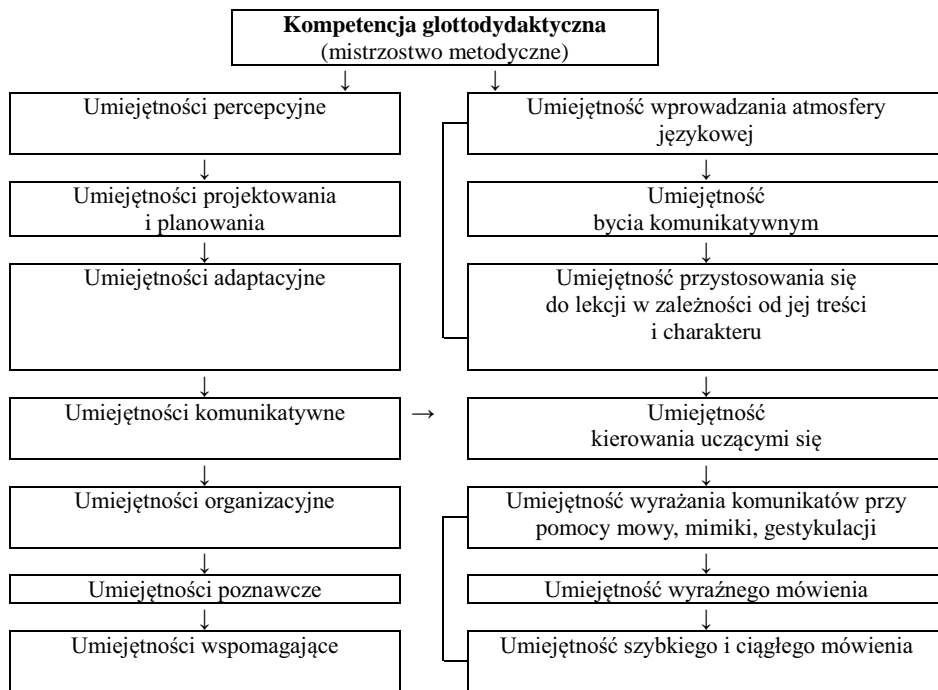 Kompetencja glottodydaktyczna
(mistrzostwo metodyczne)
↓ ↓
Umiejętności percepcyjne
Umiejętność wprowadzania atmosfery
językowej
↓ ↓
Umiejętności projektowania
i planowania
Umiejętność
bycia komunikatywnym
↓ ↓
Umiejętności adaptacyjne
Umiejętność przystosowania się
do lekcji w zależności od jej treści
i charakteru
↓ ↓
Umiejętności komunikatywne →
Umiejętność
kierowania uczącymi się
↓ ↓
Umiejętności organizacyjne
Umiejętność wyrażania komunikatów przy
pomocy mowy, mimiki, gestykulacji
↓ ↓
Umiejętności poznawcze
Umiejętność wyraźnego mówienia
↓ ↓
Umiejętności wspomagające
Umiejętność szybkiego i ciągłego mówienia